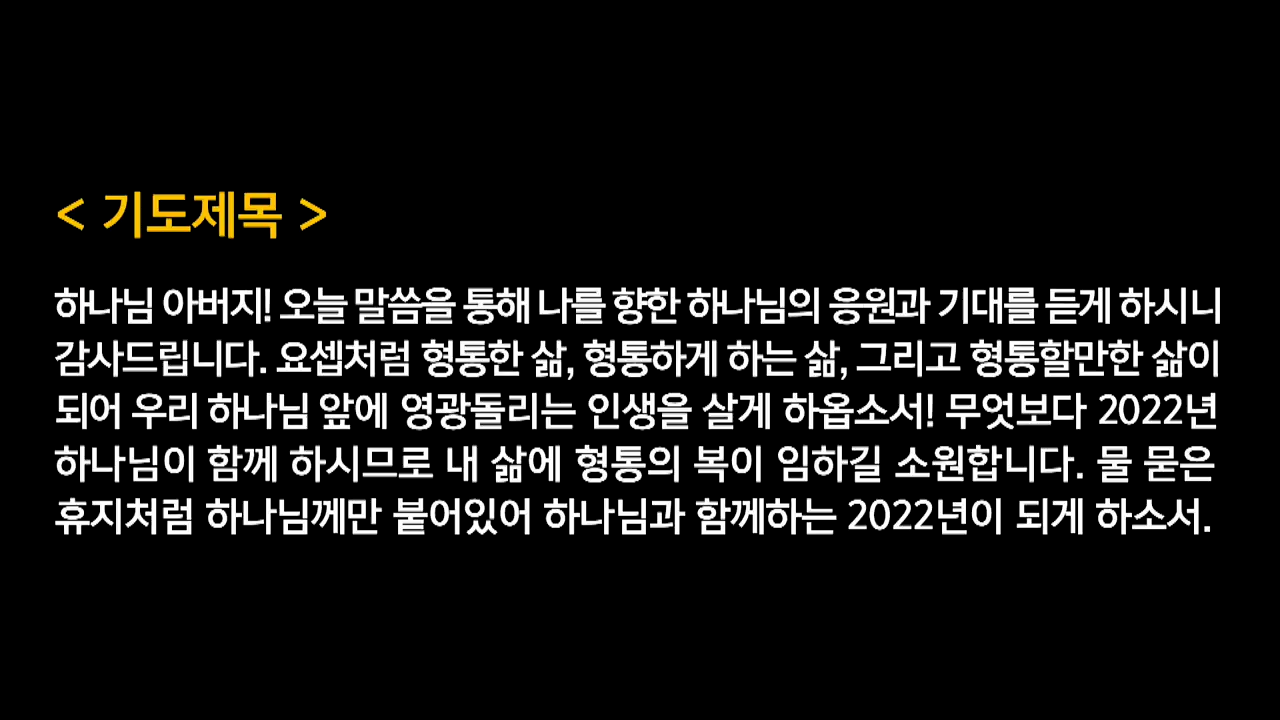 < 기도제목 >
하나님 아버지! 오늘 말씀을 통해 나를 향한 하나님의 응원과 기대를 듣게 하시니
감사드립니다. 요셉처럼 형통한 삶, 형통하게 하는 삶, 그리고 형통할만한 삶이
되어 우리 하나님 앞에 영광돌리는 인생을 살게 하옵소서! 무엇보다 2022년
하나님이 함께 하시므로 내 삶에 형통의 복이 임하길 소원합니다. 물 묻은
휴지처럼 하나님께만 붙어있어 하나님과 함께하는 2022년이 되게 하소서.